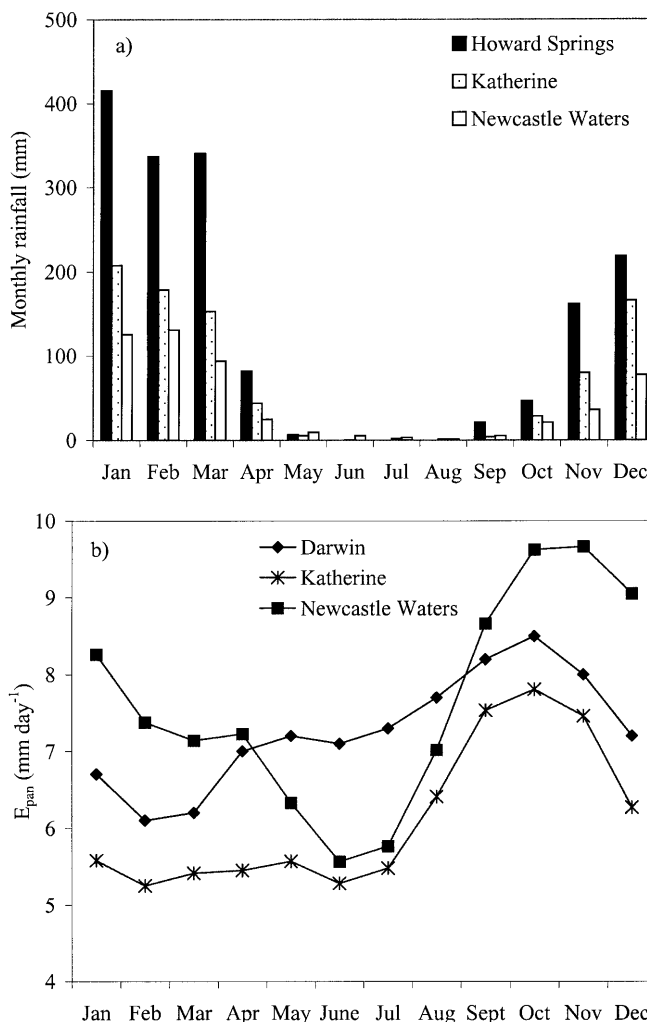 500
a)
Howard Springs
Katherine
Newcastle Waters
400
300
200
100
0
Monthly rainfall (mm)
Jan Feb Mar Apr May Jun Jul Aug Sep Oct Nov Dec
10
b)
Darwin
Katherine
Newcastle Waters
9
8
7
6
5
4
E_pan (mm day⁻¹)
Jan Feb Mar Apr May June Jul Aug Sept Oct Nov Dec